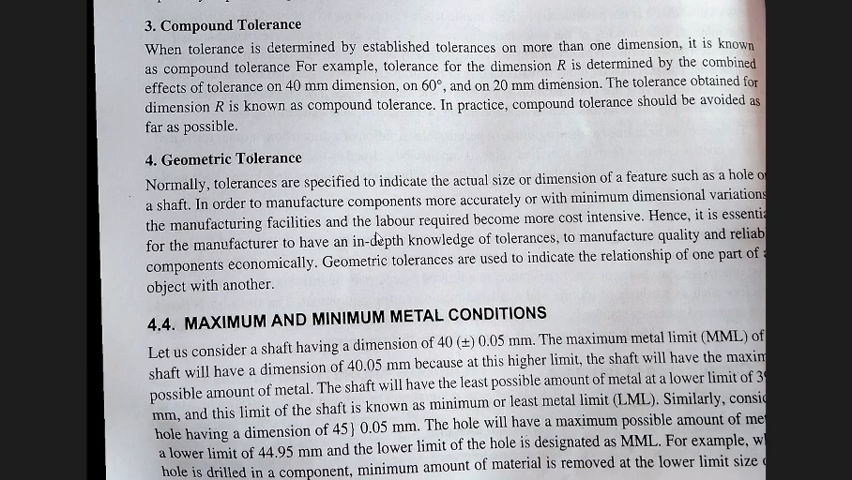 3. Compound Tolerance
When tolerance is determined by established tolerances on more than one dimension, it is known
as compound tolerance For example, tolerance for the dimension R is determined by the combined
effects of tolerance on 40 mm dimension, on 60°, and on 20 mm dimension. The tolerance obtained for
dimension R is known as compound tolerance. In practice, compound tolerance should be avoided as
far as possible.
4. Geometric Tolerance
Normally, tolerances are specified to indicate the actual size or dimension of a feature such as a hole or
a shaft. In order to manufacture components more accurately or with minimum dimensional variations
the manufacturing facilities and the labour required become more cost intensive. Hence, it is essentia
for the manufacturer to have an in-depth knowledge of tolerances, to manufacture quality and reliab
components economically. Geometric tolerances are used to indicate the relationship of one part of
object with another.
4.4. MAXIMUM AND MINIMUM METAL CONDITIONS
Let us consider a shaft having a dimension of 40 (±) 0.05 mm. The maximum metal limit (MML) of
shaft will have a dimension of 40.05 mm because at this higher limit, the shaft will have the maxim
possible amount of metal. The shaft will have the least possible amount of metal at a lower limit of 3
mm, and this limit of the shaft is known as minimum or least metal limit (LML). Similarly, consid
hole having a dimension of 45} 0.05 mm. The hole will have a maximum possible amount of me
a lower limit of 44.95 mm and the lower limit of the hole is designated as MML. For example, w
hole is drilled in a component, minimum amount of material is removed at the lower limit size